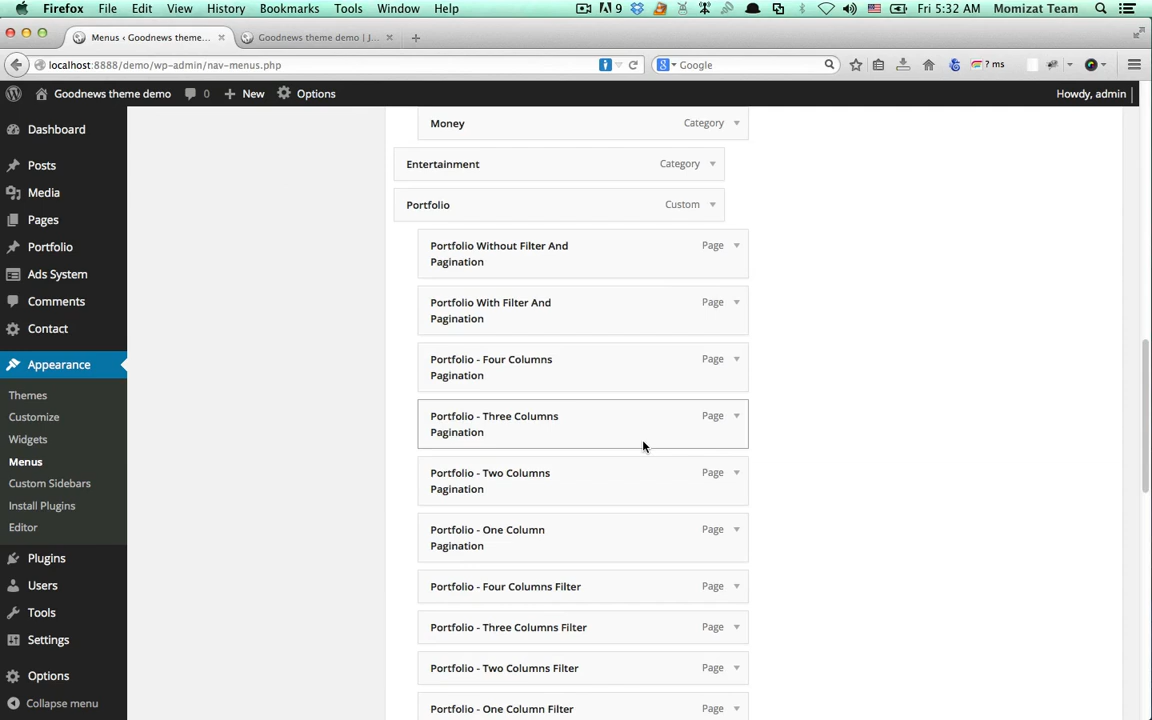 Firefox File Edit View History Bookmarks Tools Window Help 9 Fri 5:32 AM Momizat Team
Menus ‹ Goodnews theme... × Goodnews theme demo | J... × +
localhost:8888/demo/wp-admin/nav-menus.php Google ? ms
Goodnews theme demo 0 + New Options Howdy, admin
Dashboard
Posts
Media
Pages
Portfolio
Ads System
Comments
Contact
Appearance
Themes
Customize
Widgets
Menus
Custom Sidebars
Install Plugins
Editor
Plugins
Users
Tools
Settings
Options
Collapse menu
Money Category
Entertainment Category
Portfolio Custom
Portfolio Without Filter And Page
Pagination
Portfolio With Filter And Page
Pagination
Portfolio - Four Columns Page
Pagination
Portfolio - Three Columns Page
Pagination
Portfolio - Two Columns Page
Pagination
Portfolio - One Column Page
Pagination
Portfolio - Four Columns Filter Page
Portfolio - Three Columns Filter Page
Portfolio - Two Columns Filter Page
Portfolio - One Column Filter Page